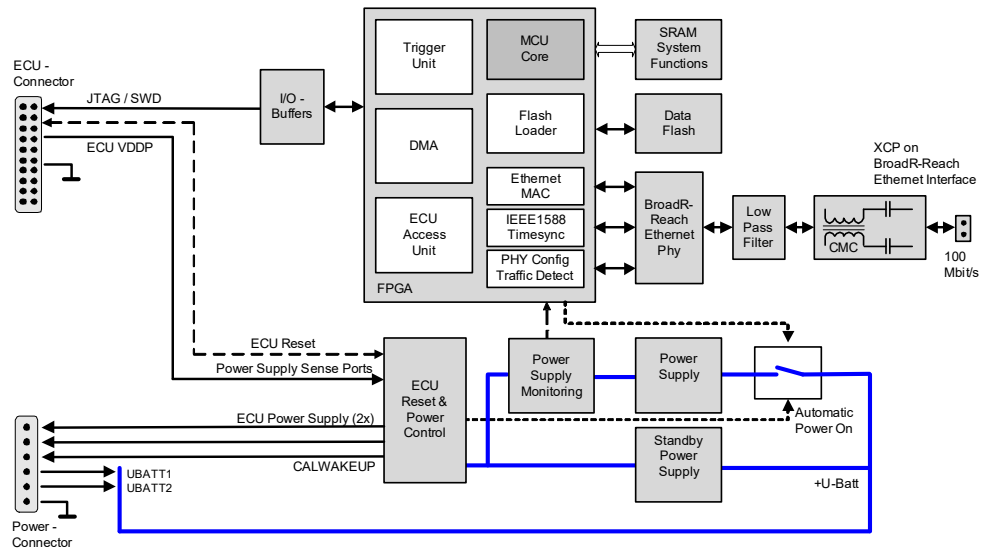 ECU -
Connector
JTAG / SWD
ECU VDDP
I/O -
Buffers
Trigger
Unit
DMA
ECU
Access
Unit
FPGA
MCU
Core
Flash
Loader
Ethernet
MAC
IEEE1588
Timesync
PHY Config
Traffic Detect
SRAM
System
Functions
Data
Flash
BroadR-
Reach
Ethernet
Phy
Low
Pass
Filter
XCP on
BroadR-Reach
Ethernet Interface
CMC
100
Mbit/s
ECU Reset
Power Supply Sense Ports
ECU Power Supply (2x)
CALWAKEUP
ECU
Reset &
Power
Control
Power
Supply
Monitoring
Power
Supply
Automatic
Power On
Standby
Power
Supply
+U-Batt
UBATT1
UBATT2
Power -
Connector